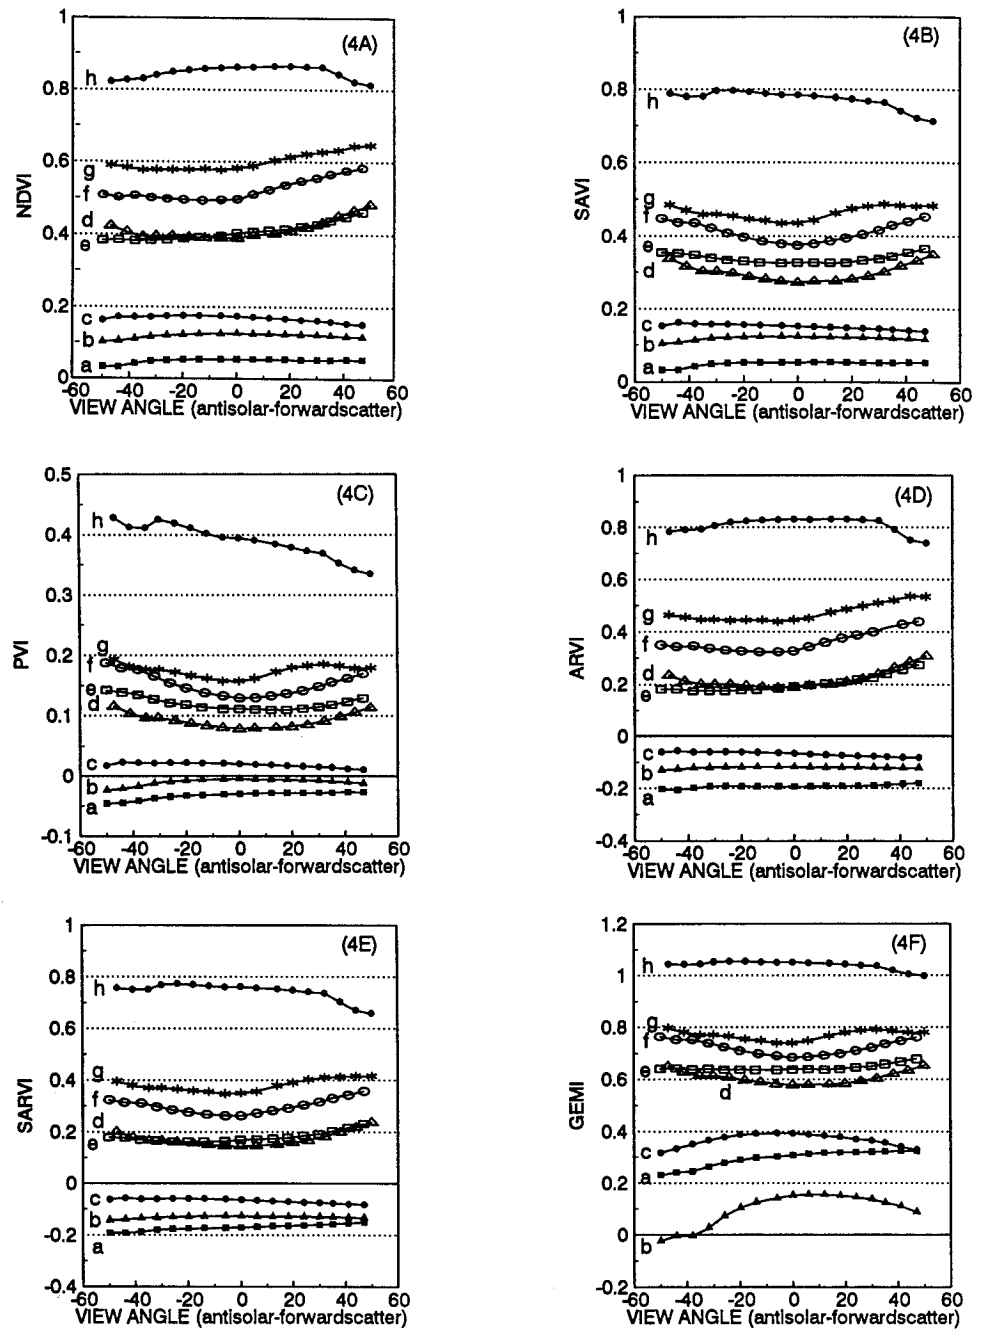 (4A)
NDVI
1
0.8
0.6
0.4
0.2
0
h
g
f
d
e
c
b
a
-60 -40 -20 0 20 40 60
VIEW ANGLE (antisolar-forwardscatter)
(4B)
SAVI
1
0.8
0.6
0.4
0.2
0
h
g
f
e
d
c
b
a
-60 -40 -20 0 20 40 60
VIEW ANGLE (antisolar-forwardscatter)
(4C)
PVI
0.5
0.4
0.3
0.2
0.1
0
-0.1
h
g
f
e
d
c
b
a
-60 -40 -20 0 20 40 60
VIEW ANGLE (antisolar-forwardscatter)
(4D)
ARVI
1
0.8
0.6
0.4
0.2
0
-0.2
-0.4
h
g
f
d
e
c
b
a
-60 -40 -20 0 20 40 60
VIEW ANGLE (antisolar-forwardscatter)
(4E)
SARVI
1
0.8
0.6
0.4
0.2
0
-0.2
-0.4
h
g
f
d
e
c
b
a
-60 -40 -20 0 20 40 60
VIEW ANGLE (antisolar-forwardscatter)
(4F)
GEMI
1.2
1
0.8
0.6
0.4
0.2
0
-0.2
h
g
f
e
d
c
a
b
-60 -40 -20 0 20 40 60
VIEW ANGLE (antisolar-forwardscatter)